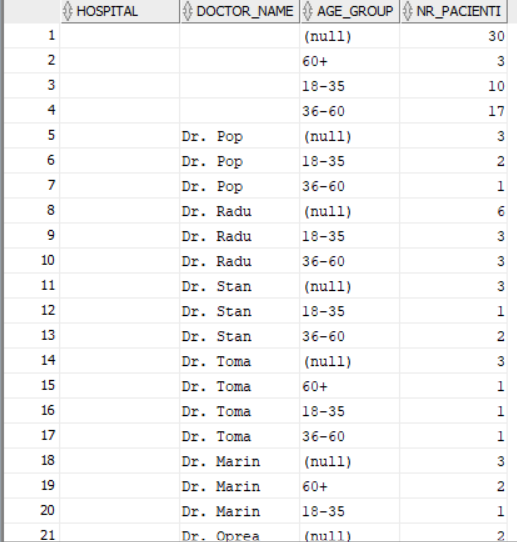 HOSPITAL DOCTOR_NAME AGE_GROUP NR_PACIENTI
1 (null) 30
2 60+ 3
3 18-35 10
4 36-60 17
5 Dr. Pop (null) 3
6 Dr. Pop 18-35 2
7 Dr. Pop 36-60 1
8 Dr. Radu (null) 6
9 Dr. Radu 18-35 3
10 Dr. Radu 36-60 3
11 Dr. Stan (null) 3
12 Dr. Stan 18-35 1
13 Dr. Stan 36-60 2
14 Dr. Toma (null) 3
15 Dr. Toma 60+ 1
16 Dr. Toma 18-35 1
17 Dr. Toma 36-60 1
18 Dr. Marin (null) 3
19 Dr. Marin 60+ 2
20 Dr. Marin 18-35 1
21 Dr. Oprea (null) 2